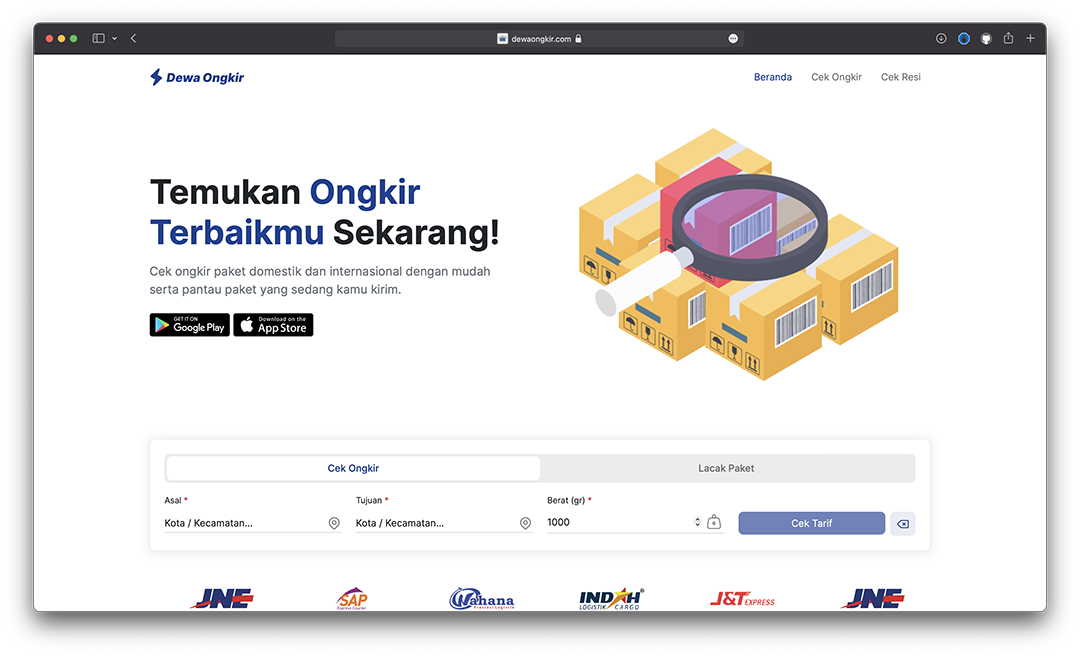 dewaongkir.com
Dewa Ongkir
Beranda
Cek Ongkir
Cek Resi
Temukan Ongkir
Terbaikmu Sekarang!
Cek ongkir paket domestik dan internasional dengan mudah
serta pantau paket yang sedang kamu kirim.
GET IT ON
Google Play
Download on the
App Store
Cek Ongkir
Lacak Paket
Asal *
Tujuan *
Berat (gr) *
Kota / Kecamatan...
Kota / Kecamatan...
1000
Cek Tarif
JNE
SAP
Express Courier
Wahana
Prestasi Logistik
INDAH
LOGISTIK CARGO
J&T EXPRESS
JNE